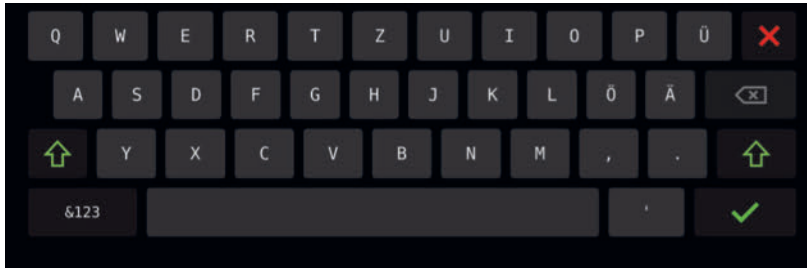 Q W E R T Z U I O P Ü
A S D F G H J K L Ö Ä
Y X C V B N M , .
&123 '